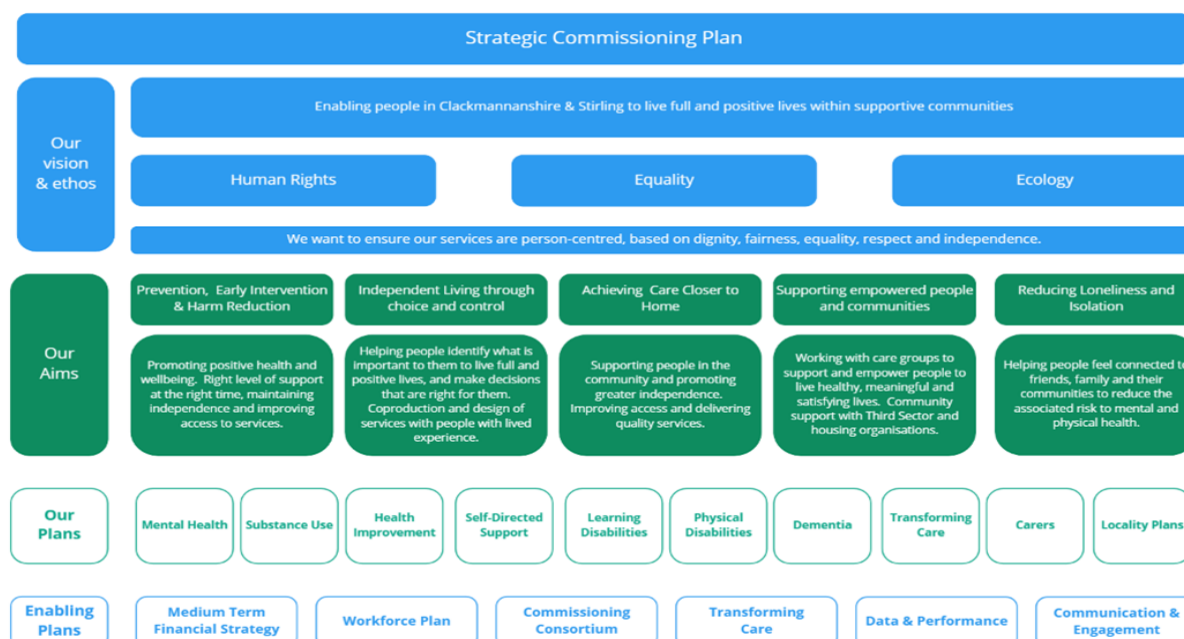 Strategic Commissioning Plan
Our
vision
& ethos
Enabling people in Clackmannanshire & Stirling to live full and positive lives within supportive communities
Human Rights
Equality
Ecology
We want to ensure our services are person-centred, based on dignity, fairness, equality, respect and independence.
Our
Aims
Prevention, Early Intervention
& Harm Reduction
Independent Living through
choice and control
Achieving Care Closer to
Home
Supporting empowered people
and communities
Reducing Loneliness and
Isolation
Promoting positive health and
wellbeing. Right level of support
at the right time, maintaining
independence and improving
access to services.
Helping people identify what is
important to them to live full and
positive lives, and make decisions
that are right for them.
Coproduction and design of
services with people with lived
experience.
Supporting people in the
community and promoting
greater independence.
Improving access and delivering
quality services.
Working with care groups to
support and empower people to
live healthy, meaningful and
satisfying lives. Community
support with Third Sector and
housing organisations.
Helping people feel connected to
friends, family and their
communities to reduce the
associated risk to mental and
physical health.
Our
Plans
Mental Health
Substance Use
Health
Improvement
Self-Directed
Support
Learning
Disabilities
Physical
Disabilities
Dementia
Transforming
Care
Carers
Locality Plans
Enabling
Plans
Medium Term
Financial Strategy
Workforce Plan
Commissioning
Consortium
Transforming
Care
Data & Performance
Communication &
Engagement